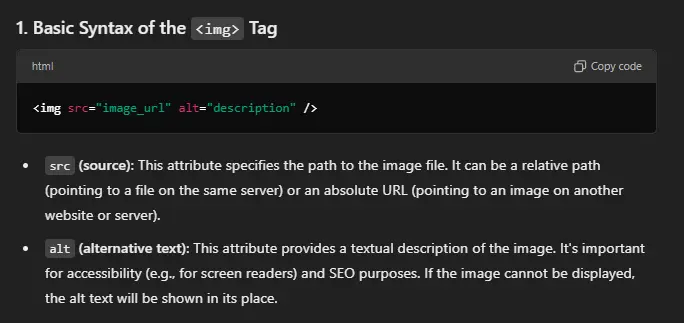 1. Basic Syntax of the <img> Tag
html
Copy code
<img src="image_url" alt="description" />
• src (source): This attribute specifies the path to the image file. It can be a relative path
(pointing to a file on the same server) or an absolute URL (pointing to an image on another
website or server).
• alt (alternative text): This attribute provides a textual description of the image. It's important
for accessibility (e.g., for screen readers) and SEO purposes. If the image cannot be displayed,
the alt text will be shown in its place.